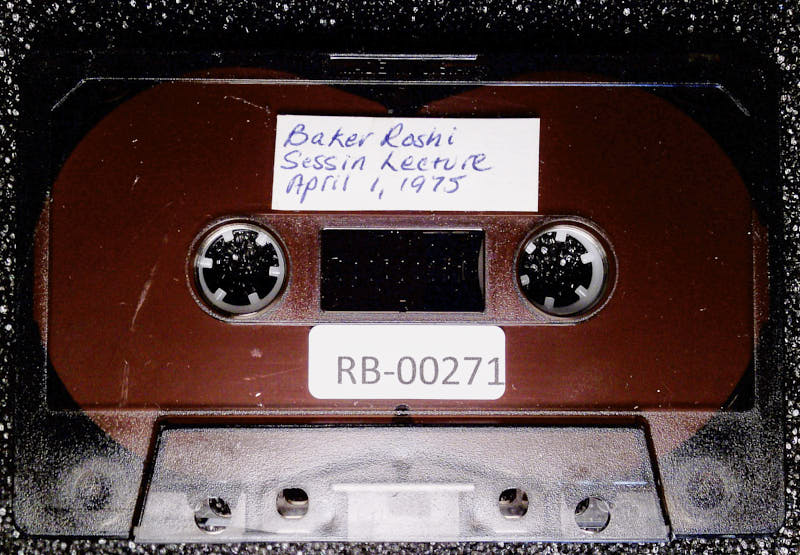 Baker Roshi
Sessin Lecture
April 1, 1975
RB-00271